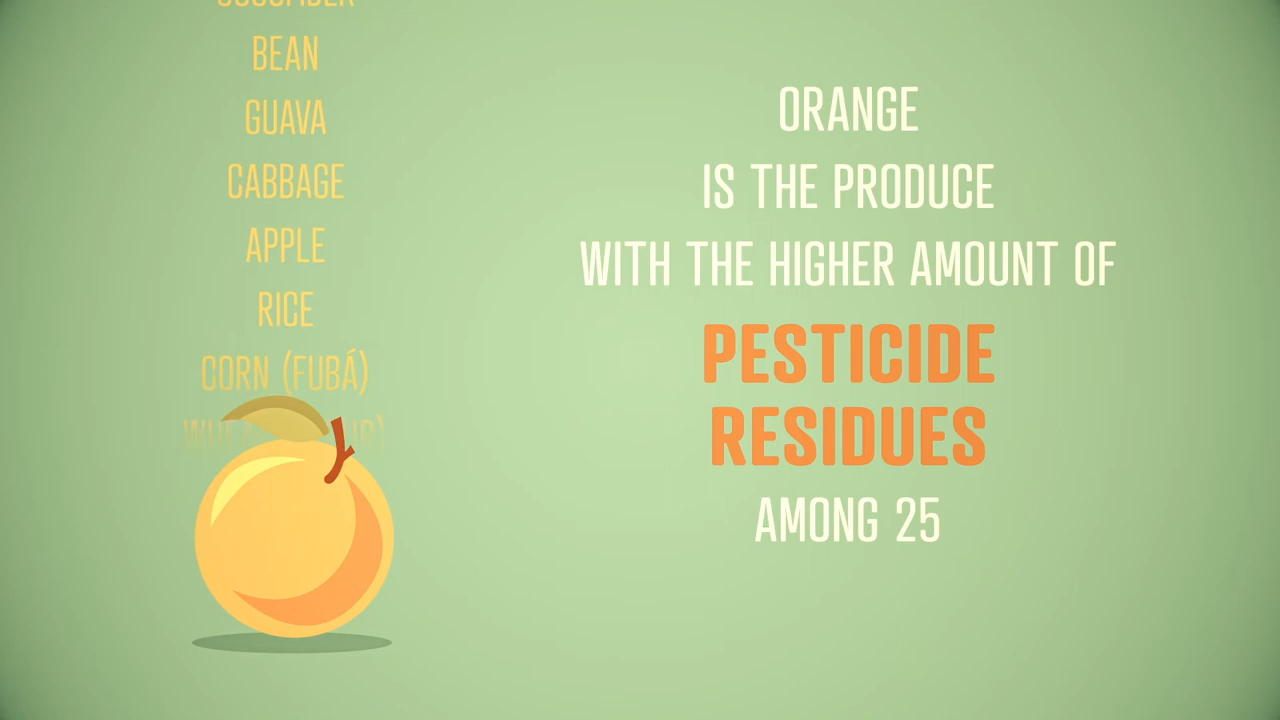 BEAN
GUAVA
CABBAGE
APPLE
RICE
CORN (FUBÁ)
ORANGE
IS THE PRODUCE
WITH THE HIGHER AMOUNT OF
PESTICIDE
RESIDUES
AMONG 25